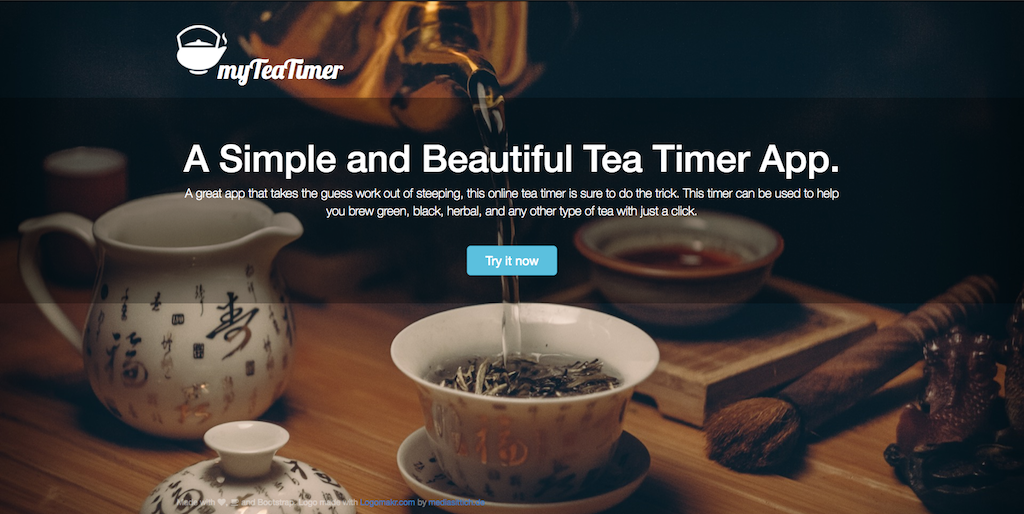 myTeaTimer
A Simple and Beautiful Tea Timer App.
A great app that takes the guess work out of steeping, this online tea timer is sure to do the trick. This timer can be used to help
you brew green, black, herbal, and any other type of tea with just a click.
Try it now
寿
福
福
Made with and Bootstrap. Logo made with Logomakr.com by